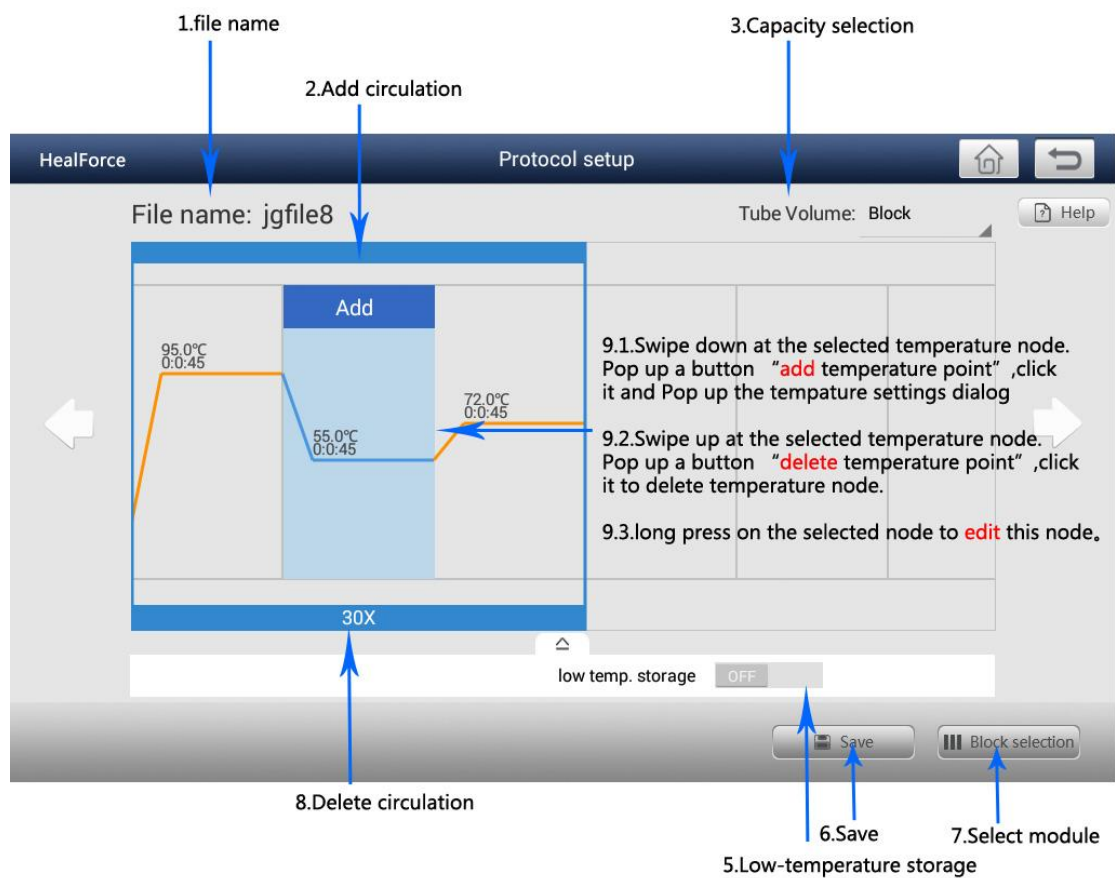 1.file name
3.Capacity selection
2.Add circulation
HealForce
Protocol setup
File name: jgfile8
Tube Volume: Block
Help
Add
95.0℃
0:0:45
55.0℃
0:0:45
72.0℃
0:0:45
9.1.Swipe down at the selected temperature node.
Pop up a button “add temperature point” ,click
it and Pop up the tempature settings dialog
9.2.Swipe up at the selected temperature node.
Pop up a button “delete temperature point” ,click
it to delete temperature node.
9.3.long press on the selected node to edit this node。
30X
low temp. storage OFF
Save
Block selection
8.Delete circulation
6.Save
7.Select module
5.Low-temperature storage